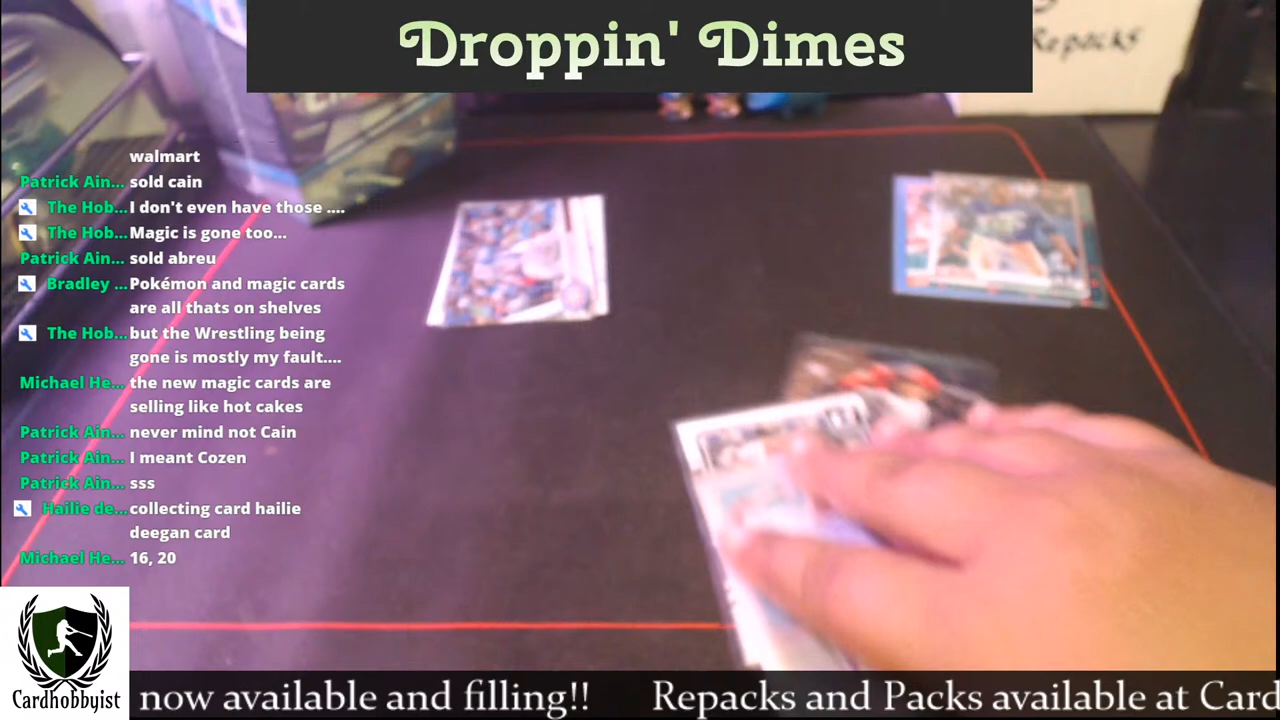 Droppin' Dimes
Repacks
walmart
Patrick Ain... sold cain
The Hob... I don't even have those ....
The Hob... Magic is gone too...
Patrick Ain... sold abreu
Bradley ... Pokémon and magic cards
are all thats on shelves
The Hob... but the Wrestling being
gone is mostly my fault....
Michael He... the new magic cards are
selling like hot cakes
Patrick Ain... never mind not Cain
Patrick Ain... I meant Cozen
Patrick Ain... sss
Hailie de... collecting card hailie
deegan card
Michael He... 16, 20
Cardhobbyist
now available and filling!! Repacks and Packs available at Card